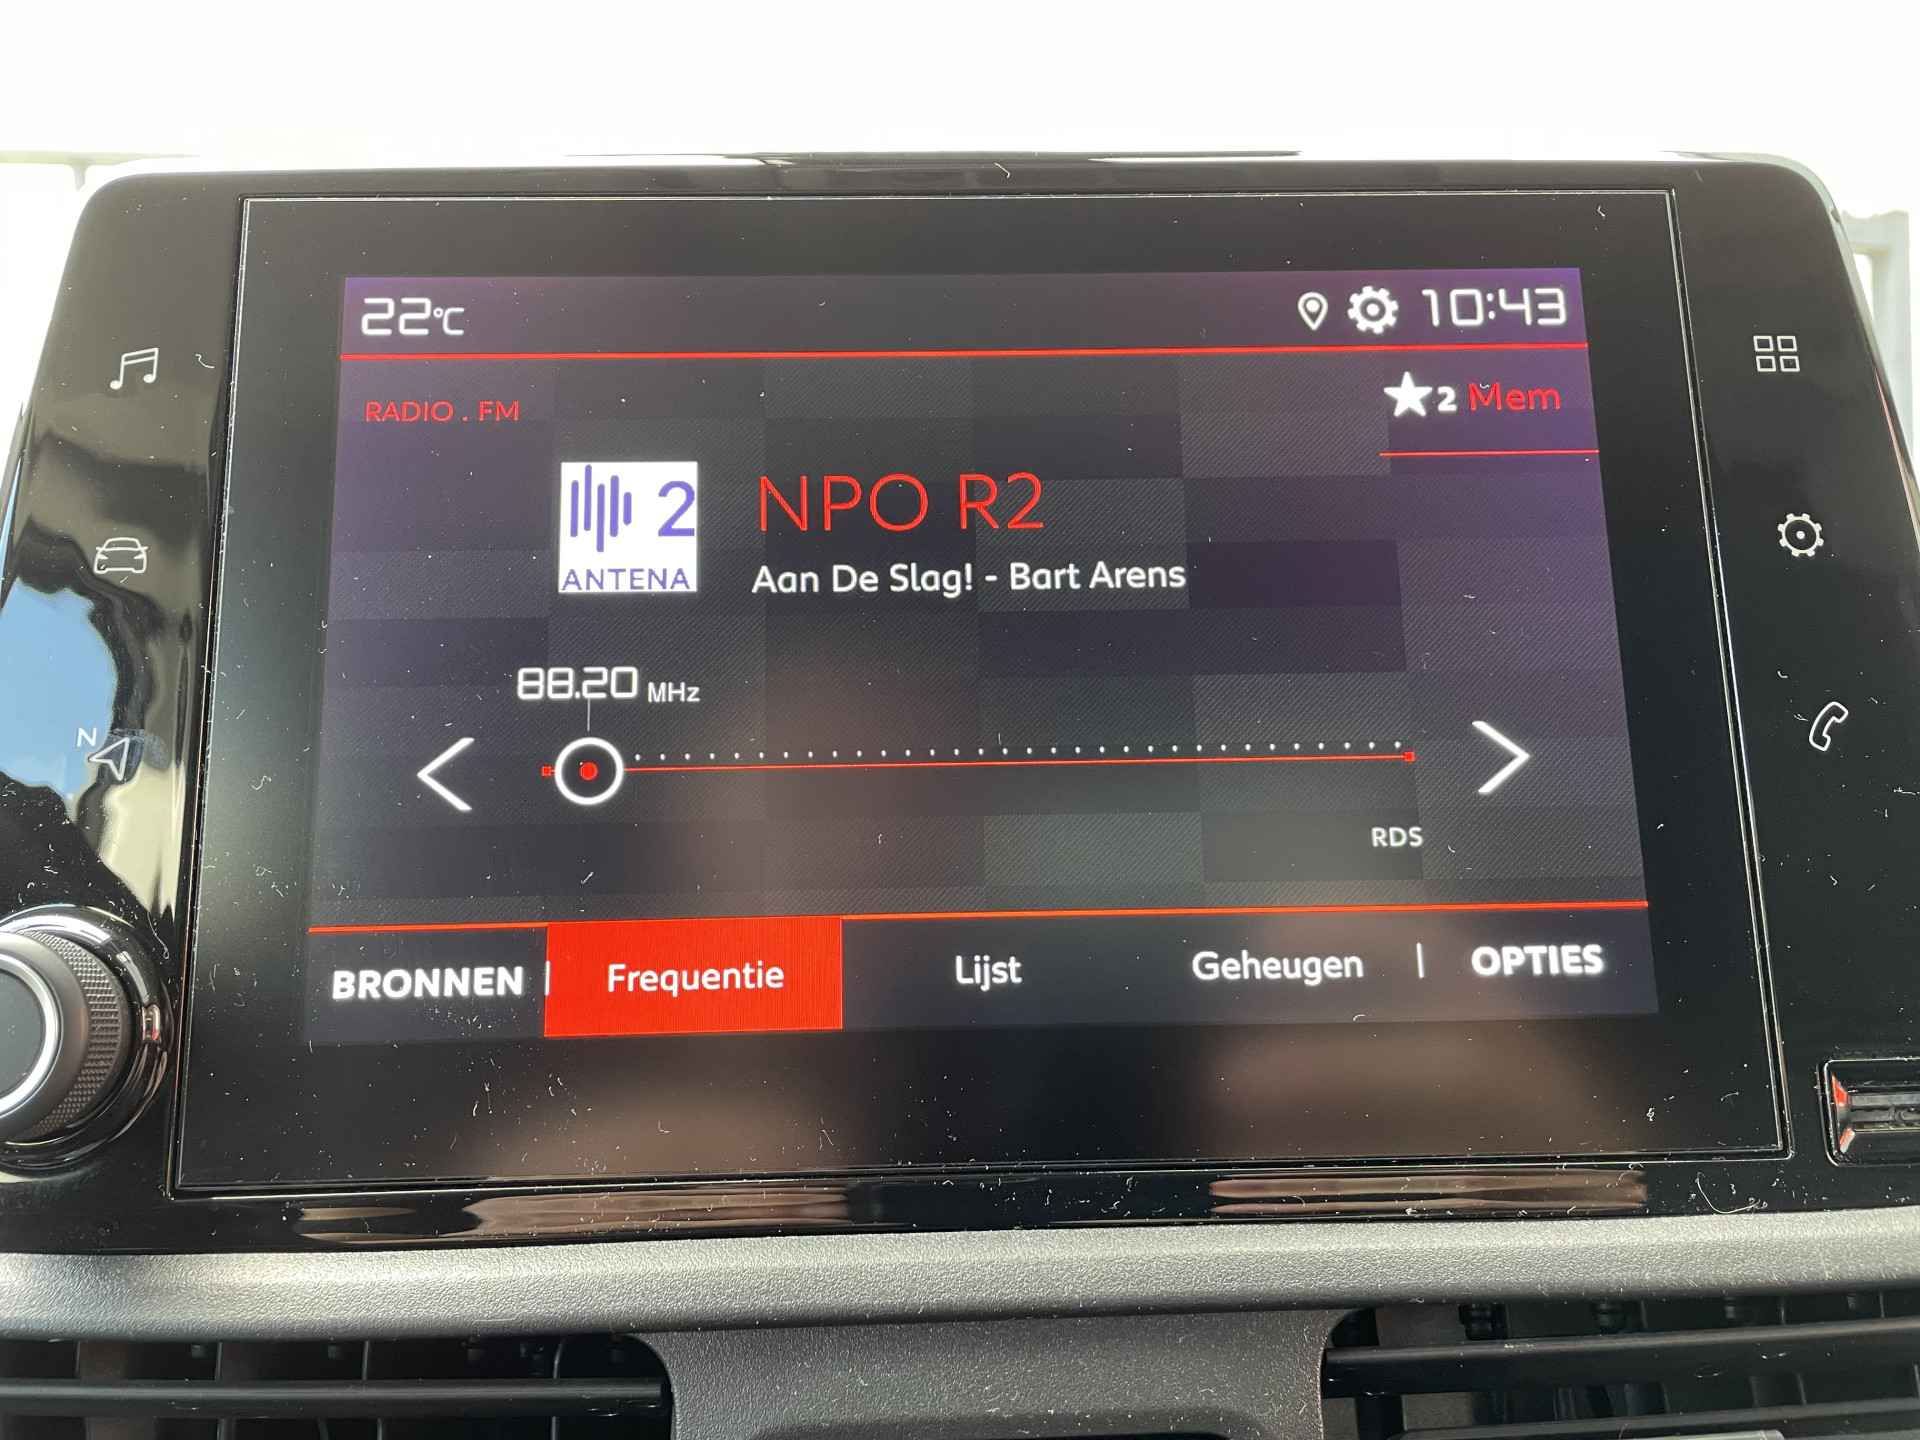 22°C
10:43
RADIO . FM
2 Mem
2
ANTENA
NPO R2
Aan De Slag! - Bart Arens
88.20 MHz
N
RDS
BRONNEN
Frequentie
Lijst
Geheugen
OPTIES